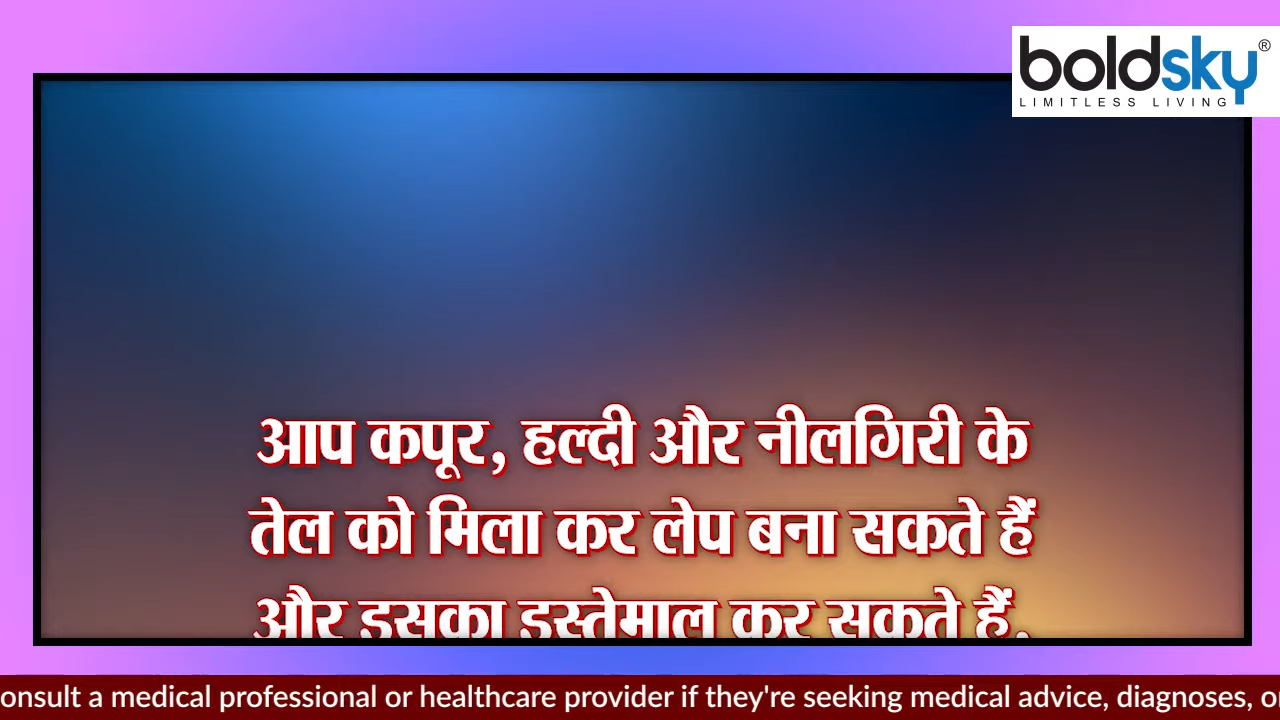 boldsky®
LIMITLESS LIVING
आप कपूर, हल्दी और नीलगिरी के
तेल को मिला कर लेप बना सकते हैं
और इसका इस्तेमाल कर सकते हैं.
onsult a medical professional or healthcare provider if they're seeking medical advice, diagnoses, o